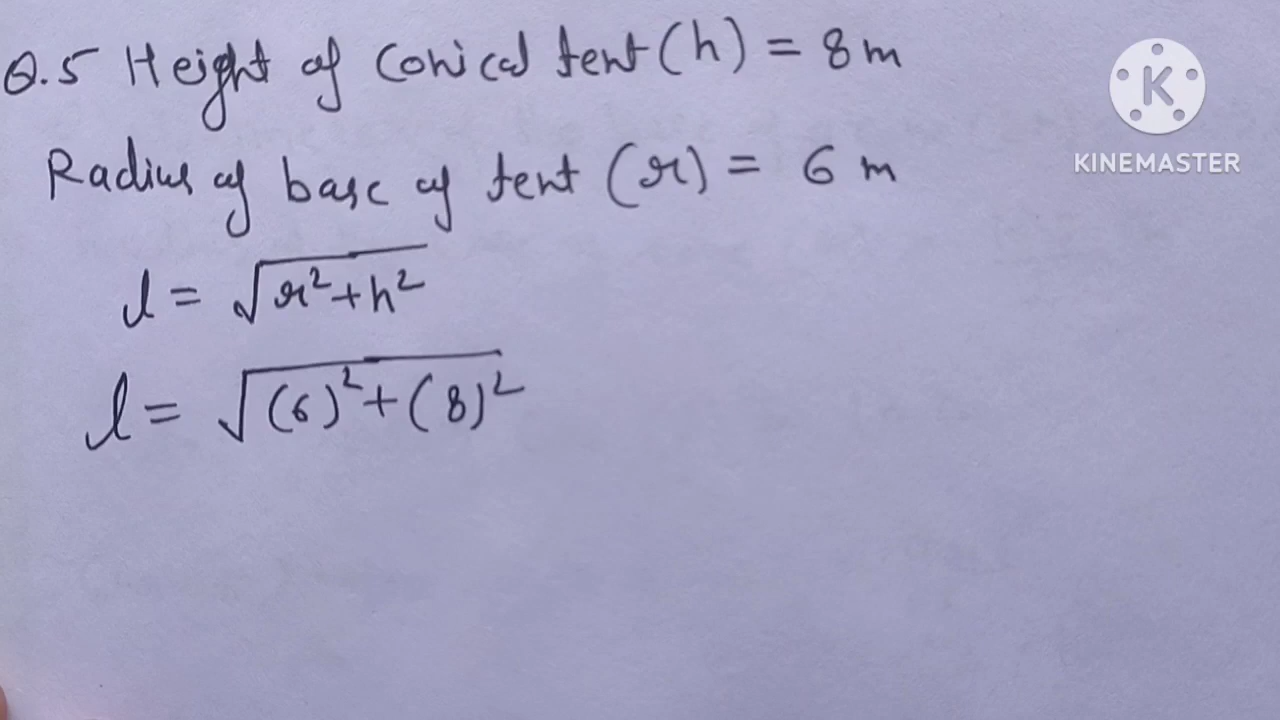 Q.5 Height of Conical tent (h) = 8 m
Radius of base of tent (r) = 6 m
l = √r²+h²
l = √(6)²+(8)²
K
KINEMASTER